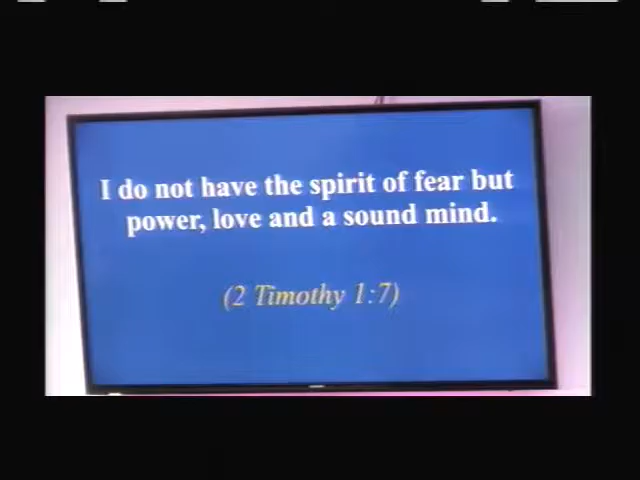 I do not have the spirit of fear but
power, love and a sound mind.
(2 Timothy 1:7)